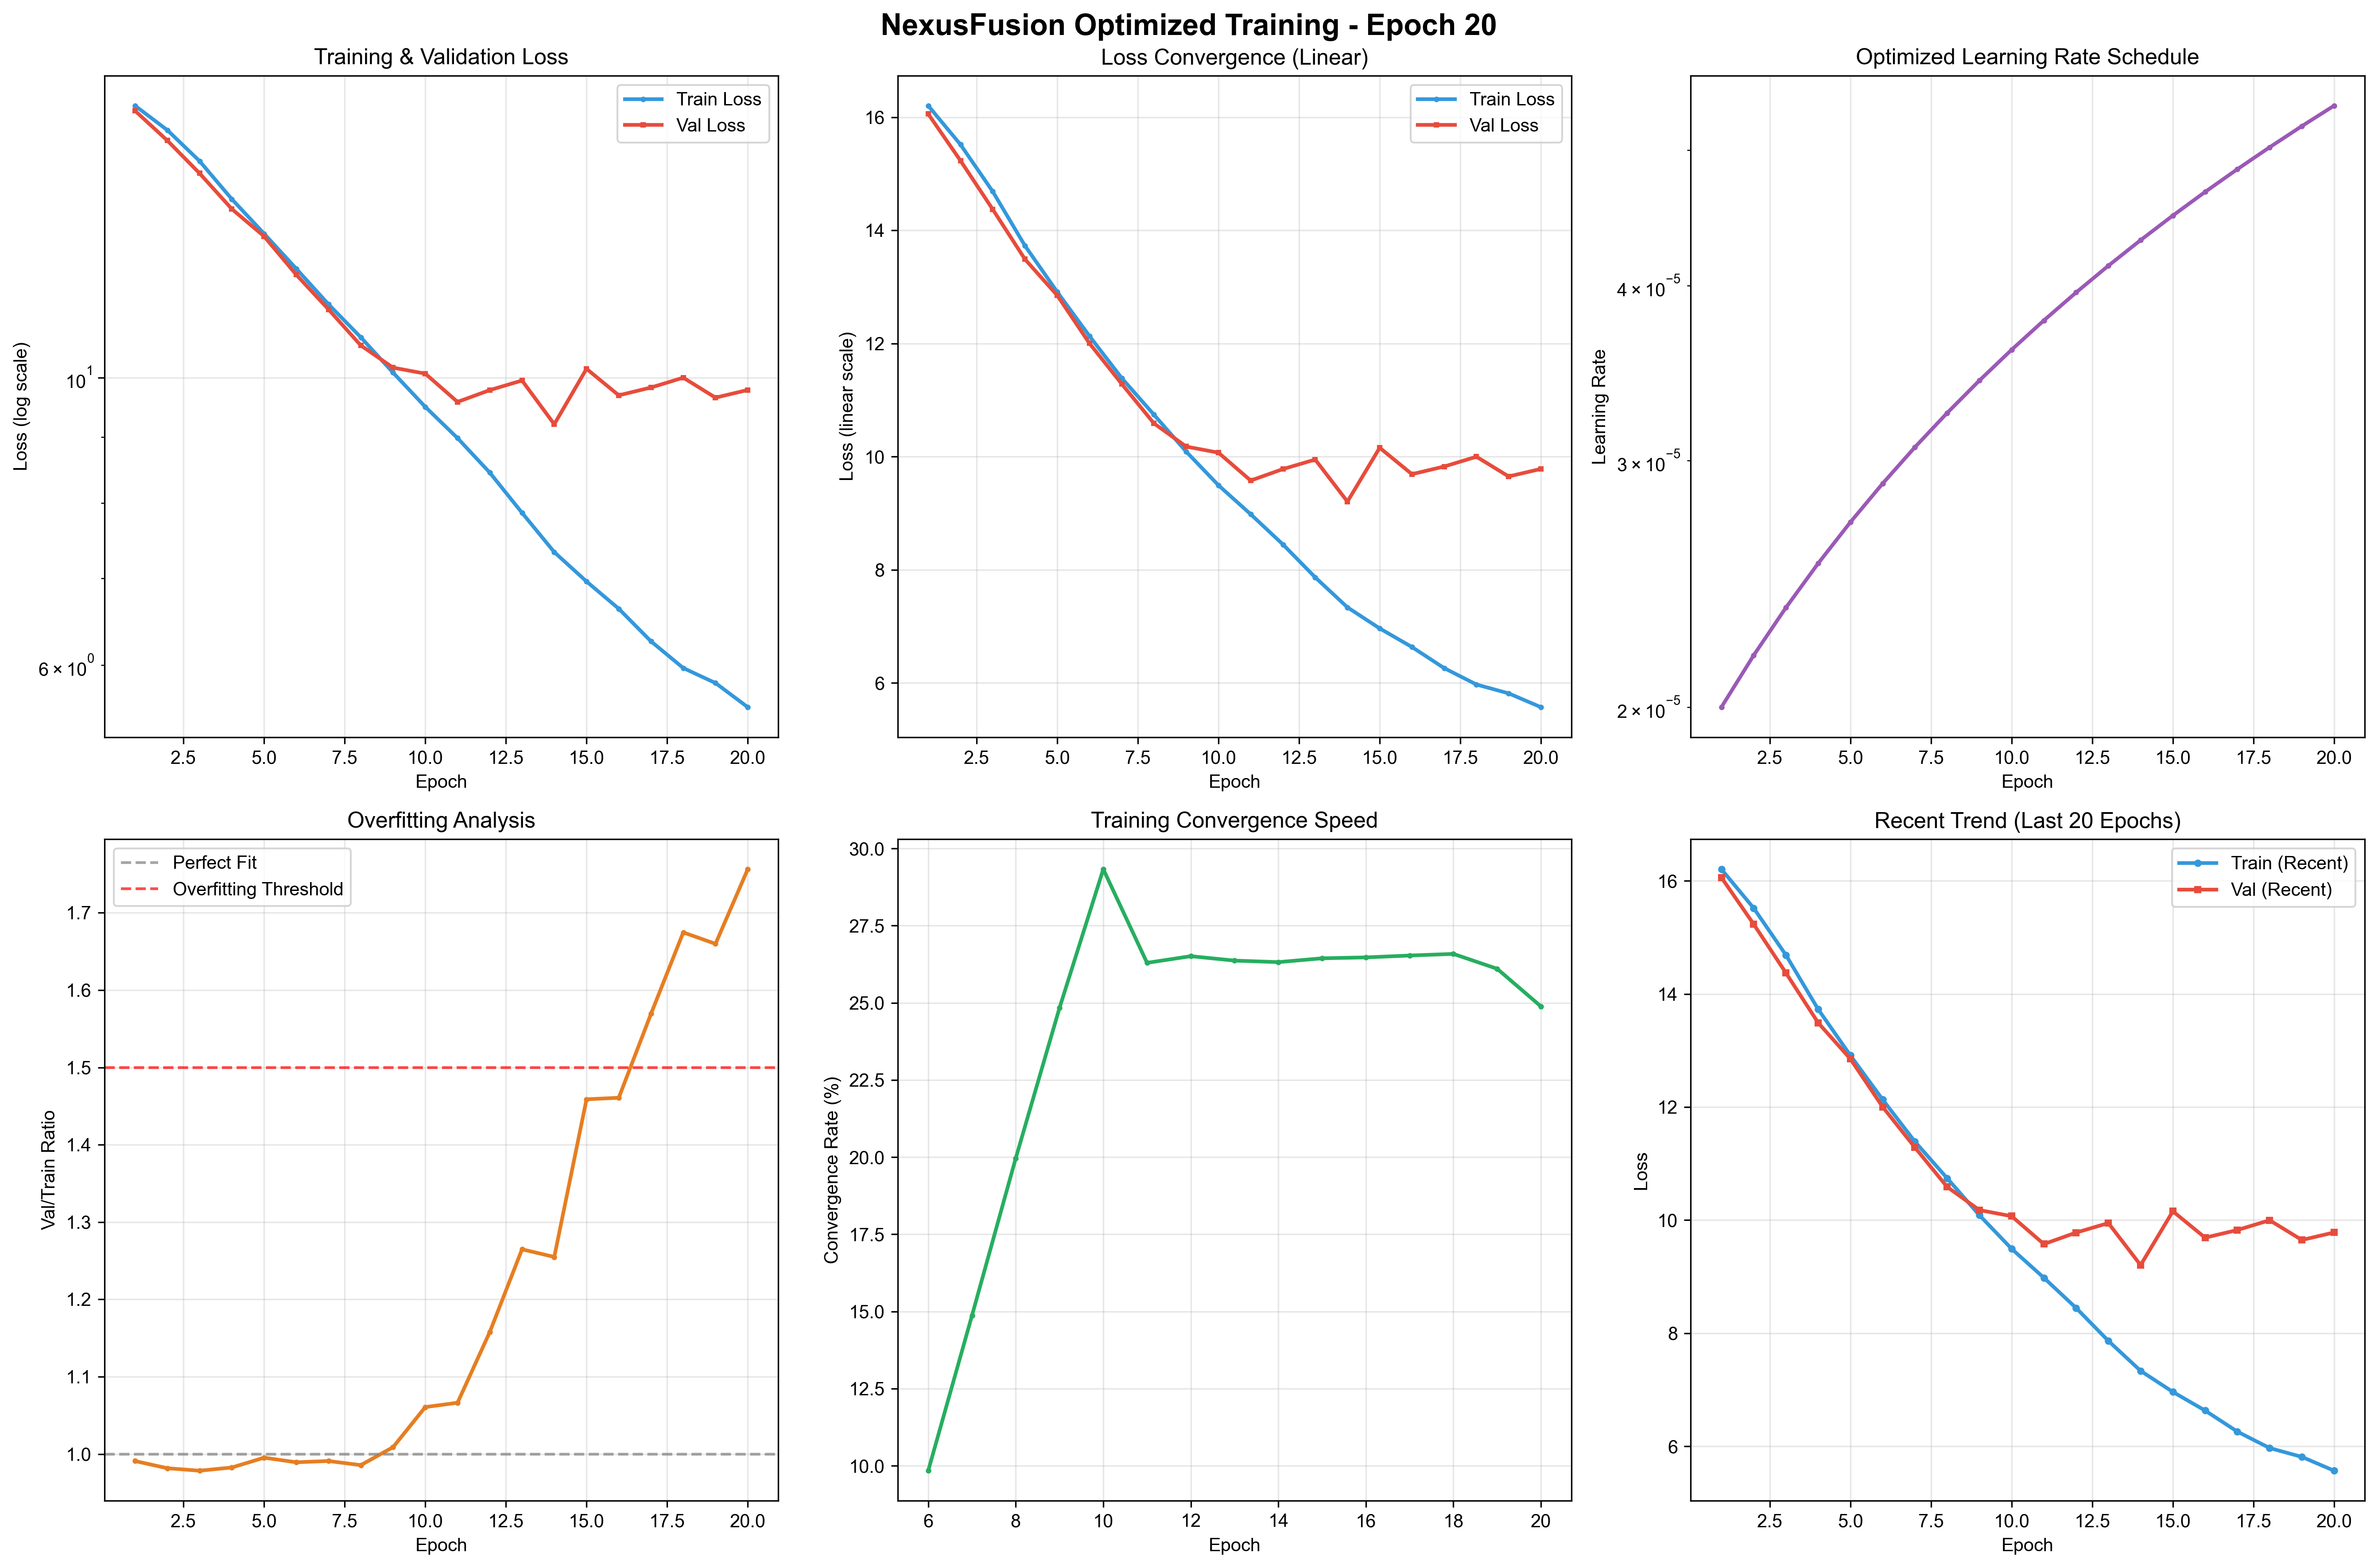 NexusFusion Optimized Training - Epoch 20
Training & Validation Loss
Train Loss
Val Loss
Loss (log scale)
10^1
6 × 10^0
2.5 5.0 7.5 10.0 12.5 15.0 17.5 20.0
Epoch
Loss Convergence (Linear)
Train Loss
Val Loss
Loss (linear scale)
16
14
12
10
8
6
2.5 5.0 7.5 10.0 12.5 15.0 17.5 20.0
Epoch
Optimized Learning Rate Schedule
Learning Rate
4 × 10^−5
3 × 10^−5
2 × 10^−5
2.5 5.0 7.5 10.0 12.5 15.0 17.5 20.0
Epoch
Overfitting Analysis
Perfect Fit
Overfitting Threshold
Val/Train Ratio
1.7
1.6
1.5
1.4
1.3
1.2
1.1
1.0
2.5 5.0 7.5 10.0 12.5 15.0 17.5 20.0
Epoch
Training Convergence Speed
Convergence Rate (%)
30.0
27.5
25.0
22.5
20.0
17.5
15.0
12.5
10.0
6 8 10 12 14 16 18 20
Epoch
Recent Trend (Last 20 Epochs)
Train (Recent)
Val (Recent)
Loss
16
14
12
10
8
6
2.5 5.0 7.5 10.0 12.5 15.0 17.5 20.0
Epoch